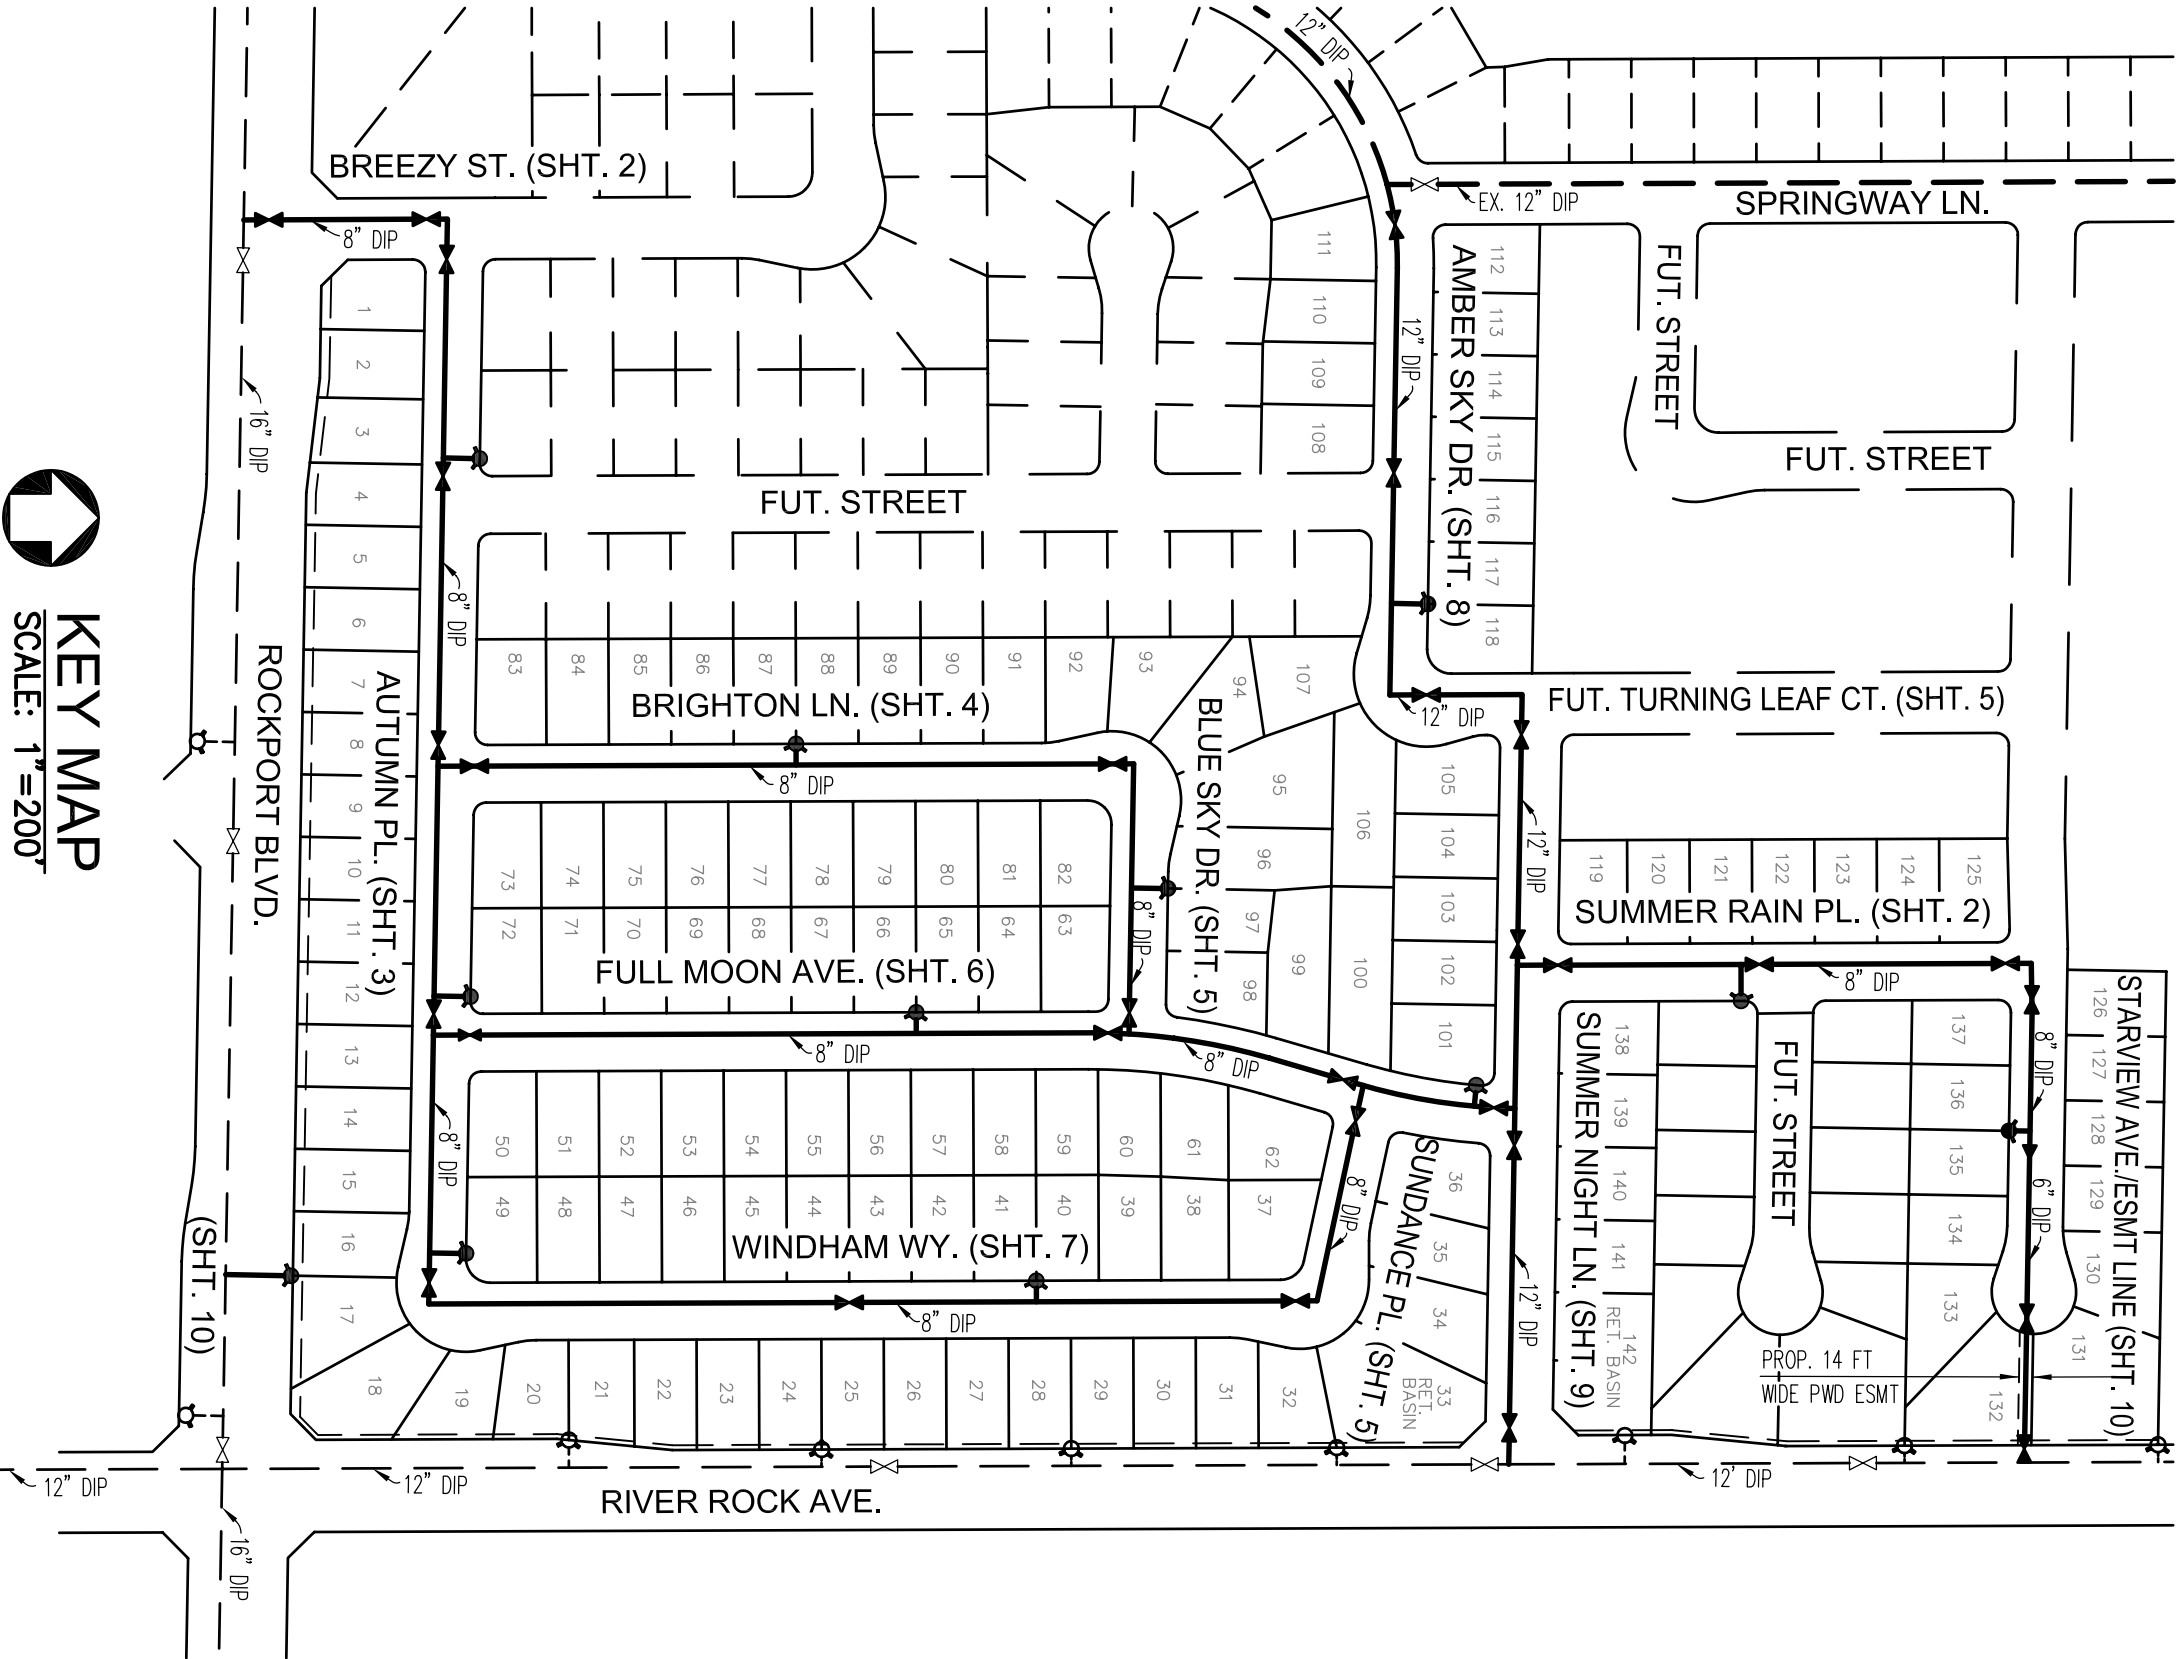 12" DIP
BREEZY ST. (SHT. 2)
EX. 12" DIP
SPRINGWAY LN.
8" DIP
16" DIP
1
2
3
4
5
6
7
8
9
10
11
12
13
14
15
16
17
AUTUMN PL. (SHT. 3)
ROCKPORT BLVD.
(SHT. 10)
KEY MAP
SCALE: 1"=200'
8" DIP
FUT. STREET
111
110
109
108
12" DIP
AMBER SKY DR. (SHT. 8)
112
113
114
115
116
117
118
FUT. STREET
FUT. STREET
83
84
85
86
87
88
89
90
91
92
93
94
107
BRIGHTON LN. (SHT. 4)
8" DIP
BLUE SKY DR. (SHT. 5)
12" DIP
FUT. TURNING LEAF CT. (SHT. 5)
95
96
97
98
99
100
106
105
104
103
102
101
12" DIP
73
74
75
76
77
78
79
80
81
82
72
71
70
69
68
67
66
65
64
63
8" DIP
FULL MOON AVE. (SHT. 6)
8" DIP
8" DIP
119
120
121
122
123
124
125
SUMMER RAIN PL. (SHT. 2)
8" DIP
8" DIP
50
51
52
53
54
55
56
57
58
59
60
61
62
49
48
47
46
45
44
43
42
41
40
39
38
37
WINDHAM WY. (SHT. 7)
8" DIP
8" DIP
SUNDANCE PL. (SHT. 5)
36
35
34
33
RET.
BASIN
12" DIP
SUMMER NIGHT LN. (SHT. 9)
138
139
140
141
142
RET. BASIN
FUT. STREET
137
136
135
134
133
132
8" DIP
6" DIP
126
127
128
129
130
131
STARVIEW AVE./ESMT LINE (SHT. 10)
PROP. 14 FT
WIDE PWD ESMT
18
19
20
21
22
23
24
25
26
27
28
29
30
31
32
12" DIP
12" DIP
12' DIP
RIVER ROCK AVE.
16" DIP